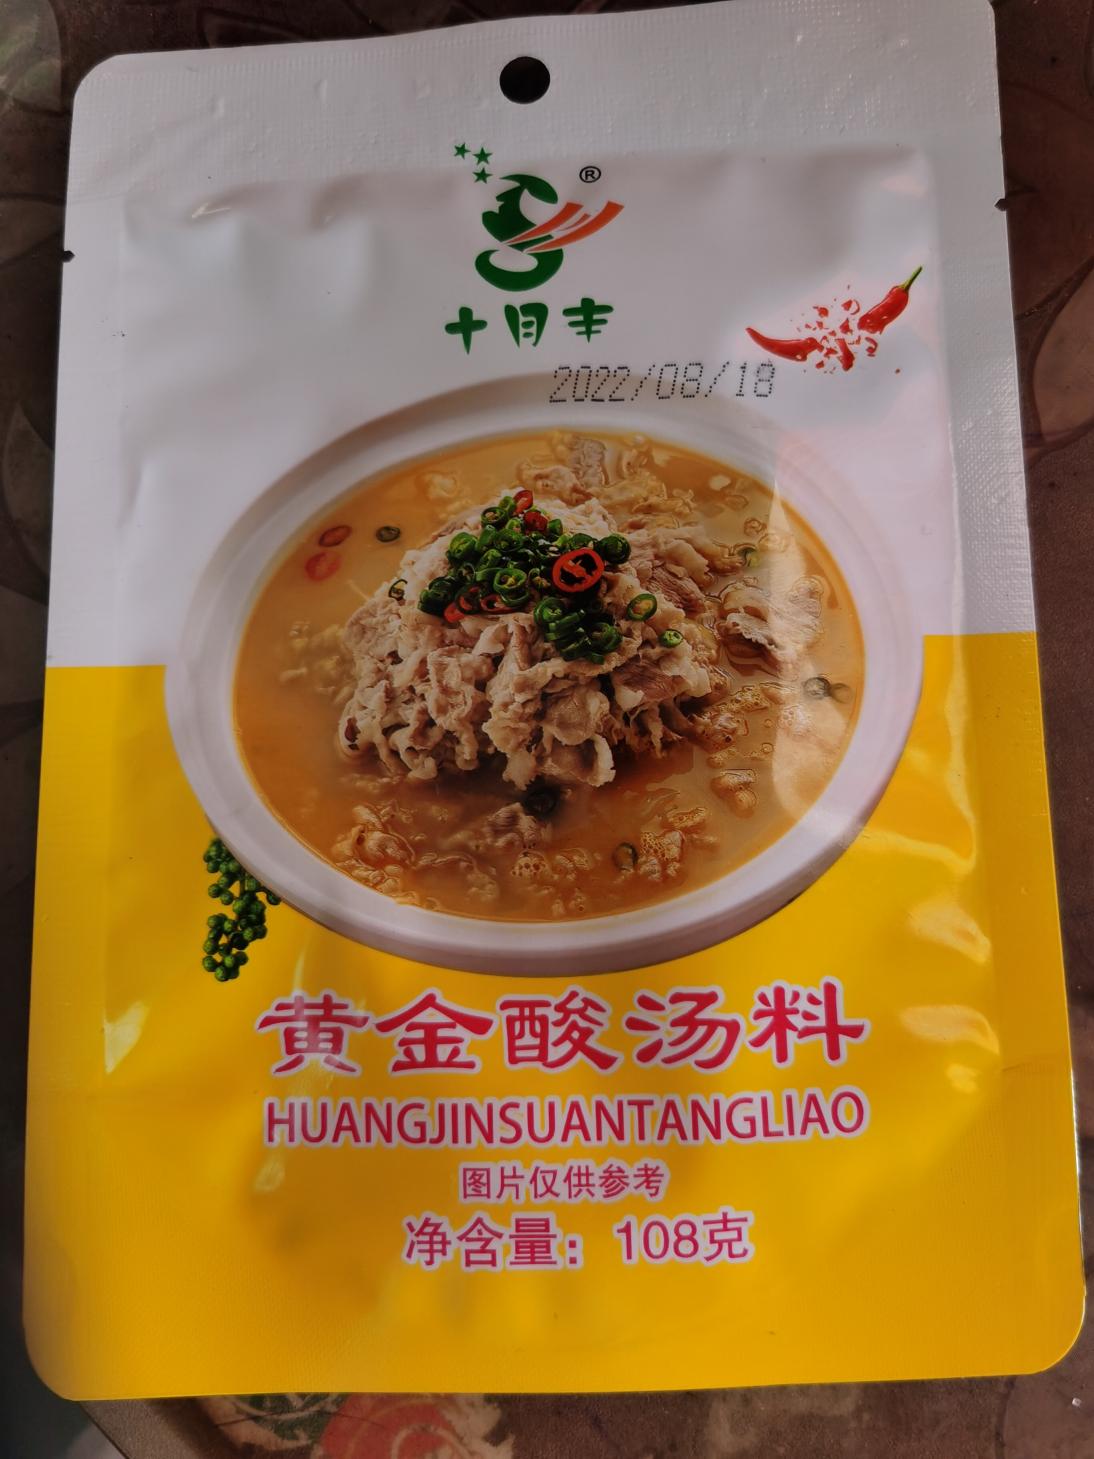 ®
十月丰
2022/08/18
黄金酸汤料
HUANGJINSUANTANGLIAO
图片仅供参考
净含量：108克